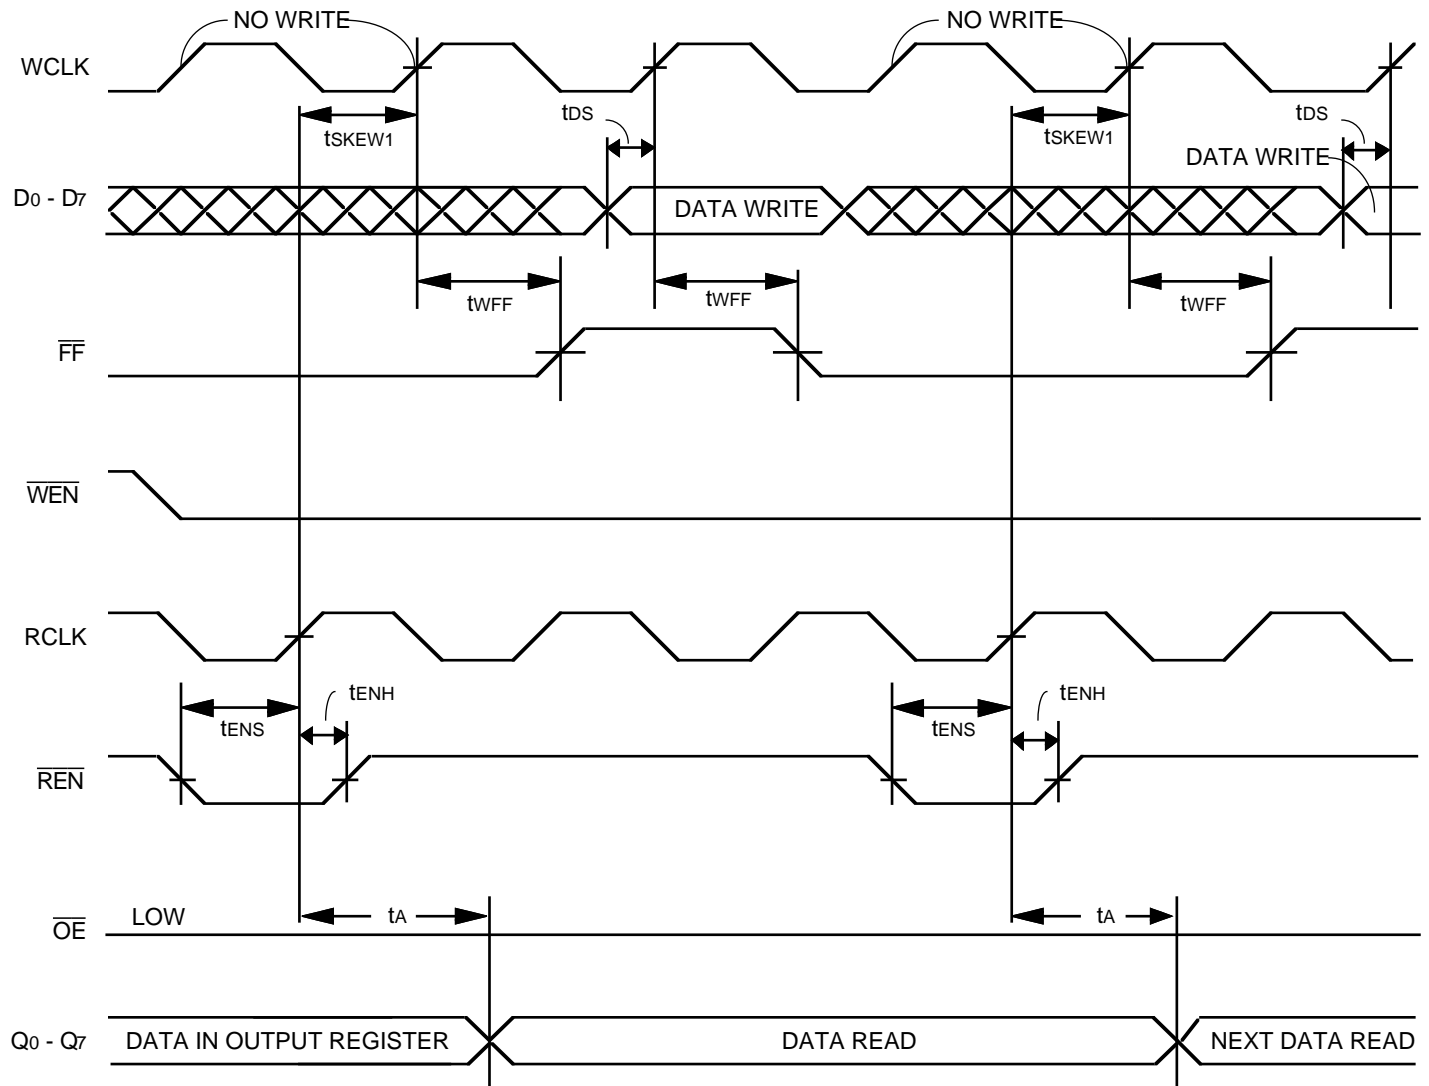 NO WRITE
NO WRITE
WCLK
tDS
tDS
tSKEW1
tSKEW1
DATA WRITE
D0 - D7
DATA WRITE
tWFF
tWFF
tWFF
FF
WEN
RCLK
tENH
tENH
tENS
tENS
REN
LOW
tA
tA
OE
Q0 - Q7
DATA IN OUTPUT REGISTER
DATA READ
NEXT DATA READ